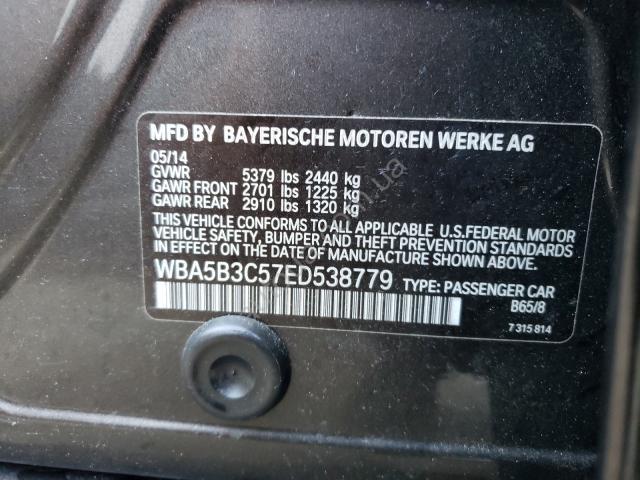 MFD BY BAYERISCHE MOTOREN WERKE AG
05/14
GVWR 5379 lbs 2440 kg
GAWR FRONT 2701 lbs 1225 kg
GAWR REAR 2910 lbs 1320 kg
THIS VEHICLE CONFORMS TO ALL APPLICABLE U.S.FEDERAL MOTOR
VEHICLE SAFETY, BUMPER AND THEFT PREVENTION STANDARDS
IN EFFECT ON THE DATE OF MANUFACTURE SHOWN ABOVE.
WBA5B3C57ED538779 TYPE: PASSENGER CAR
B65/8
7 315 814